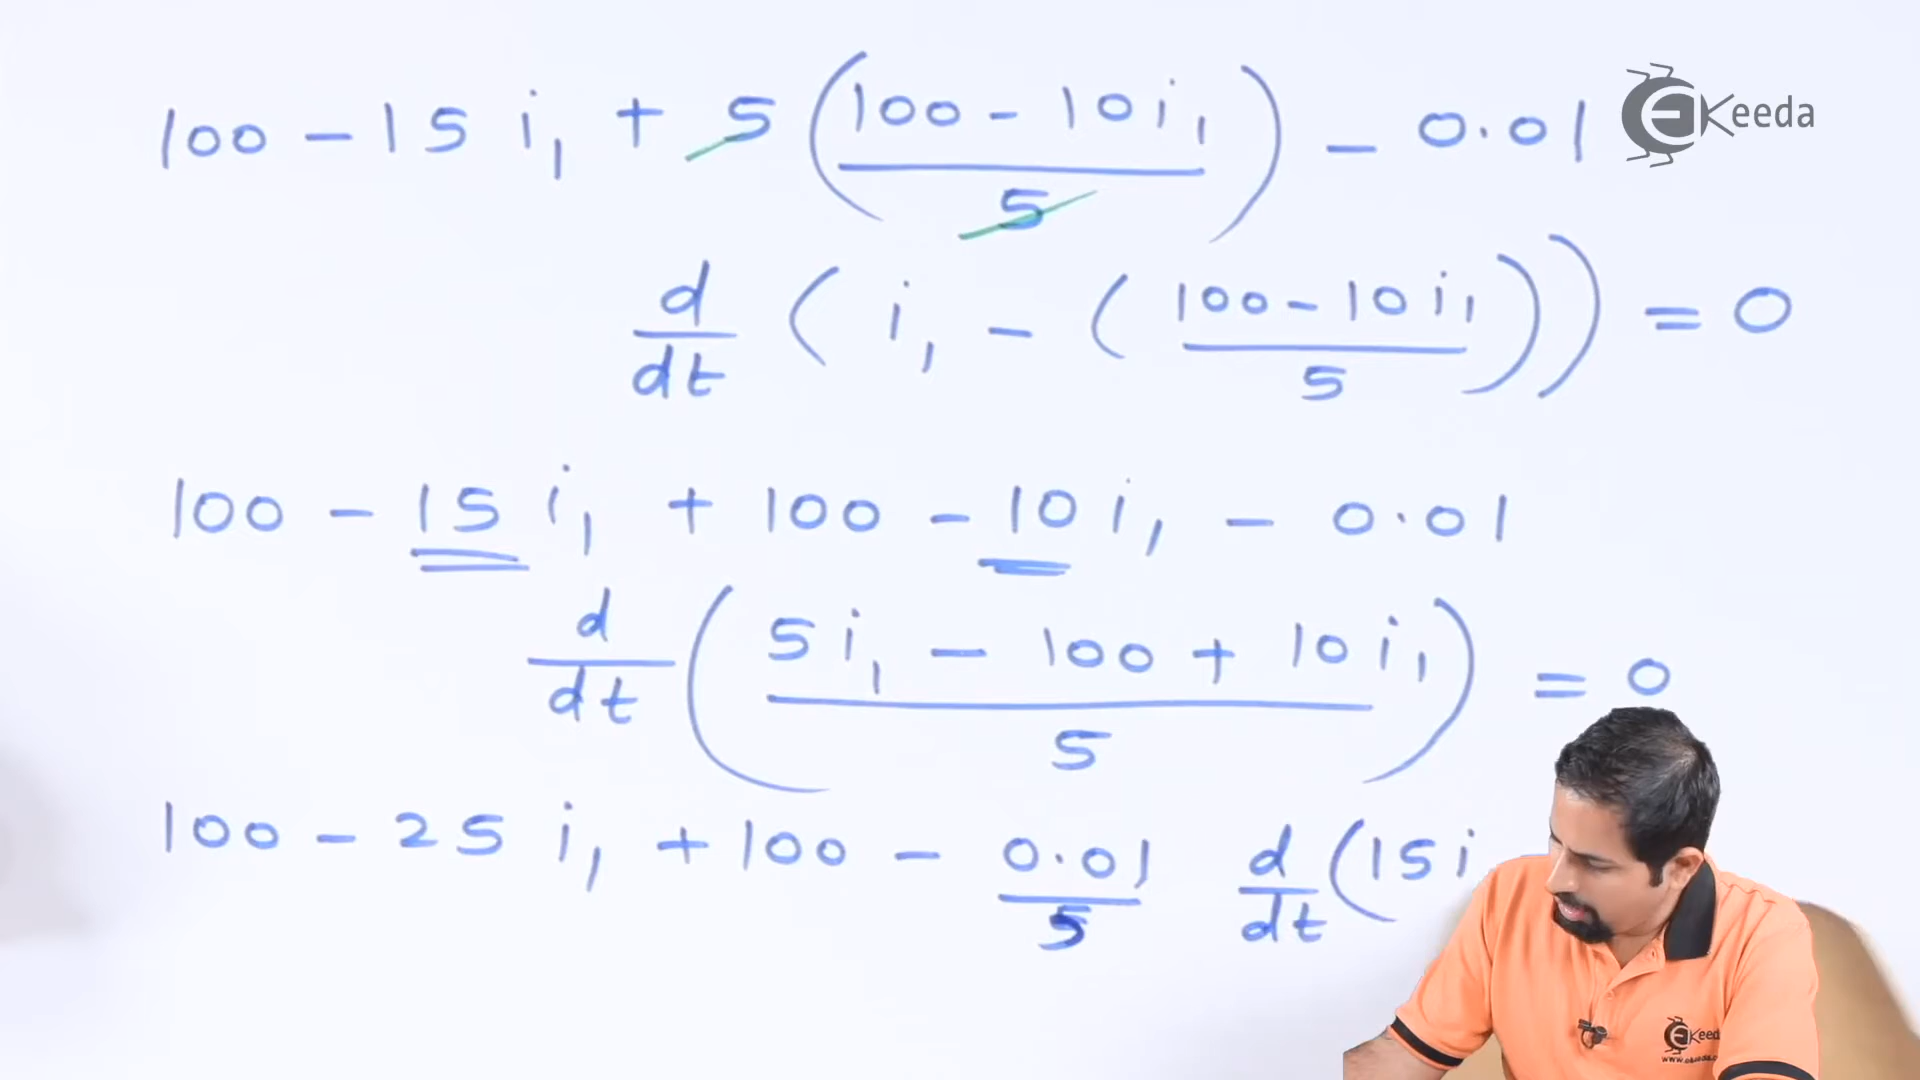 100 - 15 i₁ + 5 ( (100 - 10 i₁) / 5 ) - 0.01
d/dt ( i₁ - ( (100 - 10 i₁) / 5 ) ) = 0
100 - 15 i₁ + 100 - 10 i₁ - 0.01
d/dt ( (5 i₁ - 100 + 10 i₁) / 5 ) = 0
100 - 25 i₁ + 100 - 0.01/5 d/dt ( 15 i
EKeeda
EKeeda